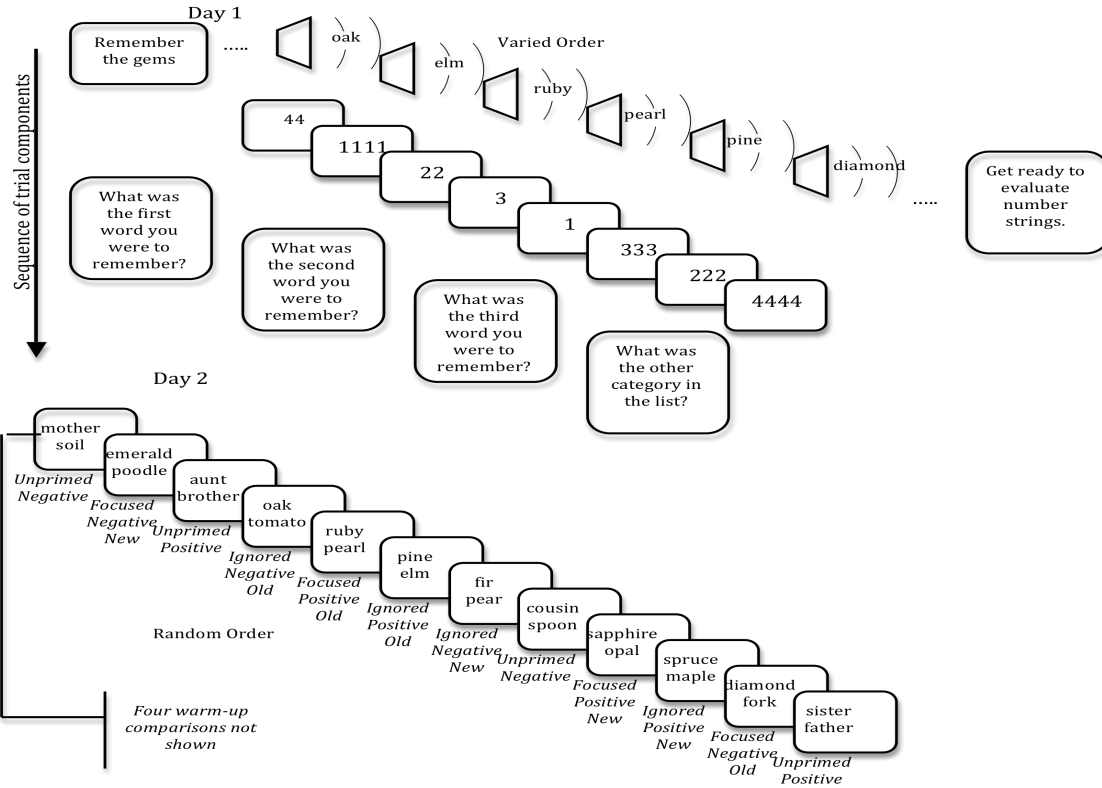 Day 1
Remember
the gems
.....
oak
elm
ruby
pearl
pine
diamond
Varied Order
.....
Get ready to
evaluate
number
strings.
Sequence of trial components
44
1111
22
3
1
333
222
4444
What was
the first
word you
were to
remember?
What was
the second
word you
were to
remember?
What was
the third
word you
were to
remember?
What was
the other
category in
the list?
Day 2
mother
soil
Unprimed
Negative
emerald
poodle
Focused
Negative
New
aunt
brother
Unprimed
Positive
oak
tomato
Ignored
Negative
Old
ruby
pearl
Focused
Positive
Old
pine
elm
Ignored
Positive
Old
fir
pear
Ignored
Negative
New
cousin
spoon
Unprimed
Negative
sapphire
opal
Focused
Positive
New
spruce
maple
Ignored
Positive
New
diamond
fork
Focused
Negative
Old
sister
father
Unprimed
Positive
Random Order
Four warm-up
comparisons not
shown